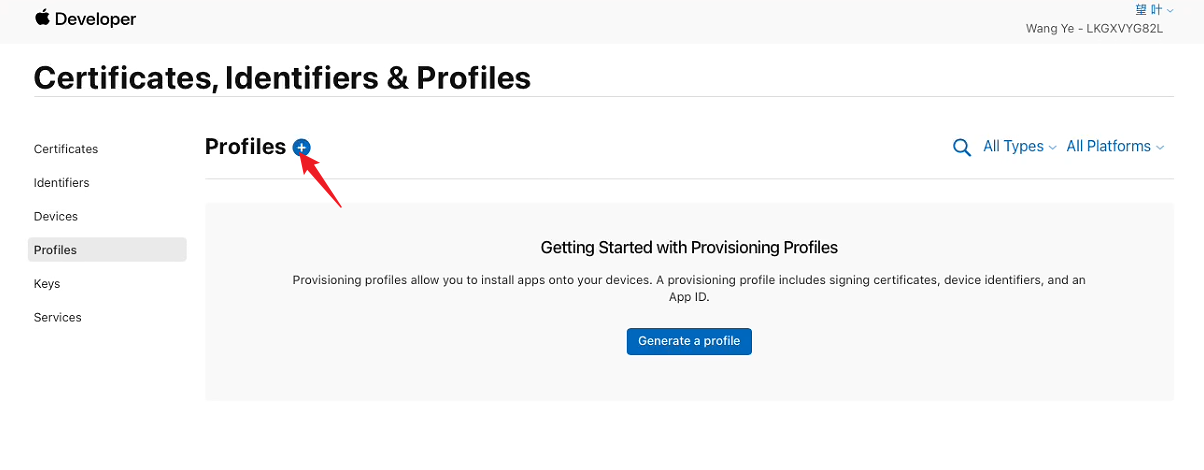 Developer
望 叶
Wang Ye - LKGXVYG82L
Certificates, Identifiers & Profiles
Certificates
Identifiers
Devices
Profiles
Keys
Services
Profiles
All Types
All Platforms
Getting Started with Provisioning Profiles
Provisioning profiles allow you to install apps onto your devices. A provisioning profile includes signing certificates, device identifiers, and an
App ID.
Generate a profile